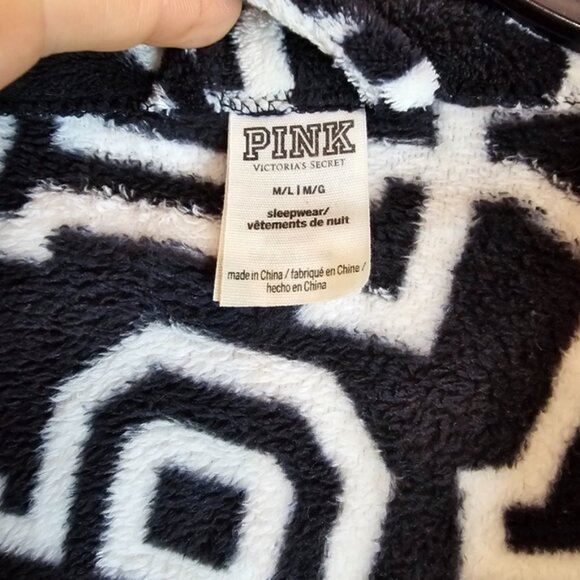 PINK
VICTORIA'S SECRET
M/L | M/G
sleepwear/
vêtements de nuit
made in China / fabriqué en Chine /
hecho en China